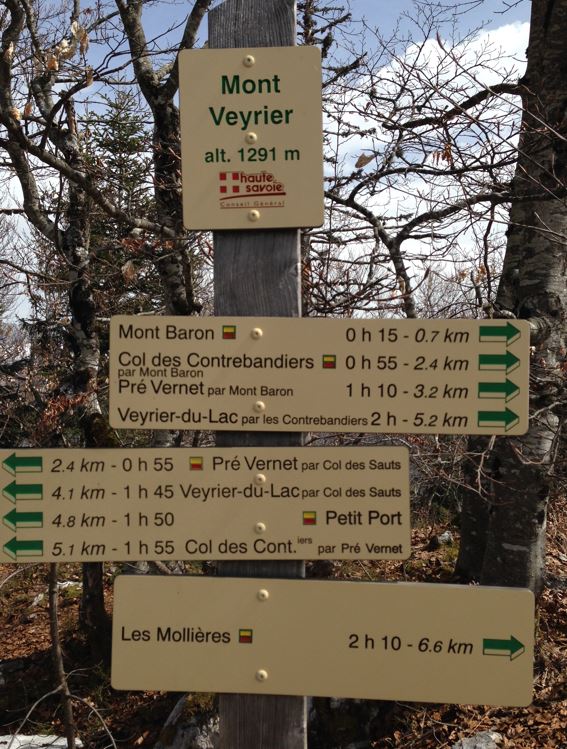 Mont
Veyrier
alt. 1291 m
haute
savoie
Conseil Général
Mont Baron 0 h 15 - 0.7 km
Col des Contrebandiers 0 h 55 - 2.4 km
par Mont Baron
Pré Vernet par Mont Baron 1 h 10 - 3.2 km
Veyrier-du-Lac par les Contrebandiers 2 h - 5.2 km
2.4 km - 0 h 55 Pré Vernet par Col des Sauts
4.1 km - 1 h 45 Veyrier-du-Lac par Col des Sauts
4.8 km - 1 h 50 Petit Port
5.1 km - 1 h 55 Col des Cont.iers par Pré Vernet
Les Mollières 2 h 10 - 6.6 km